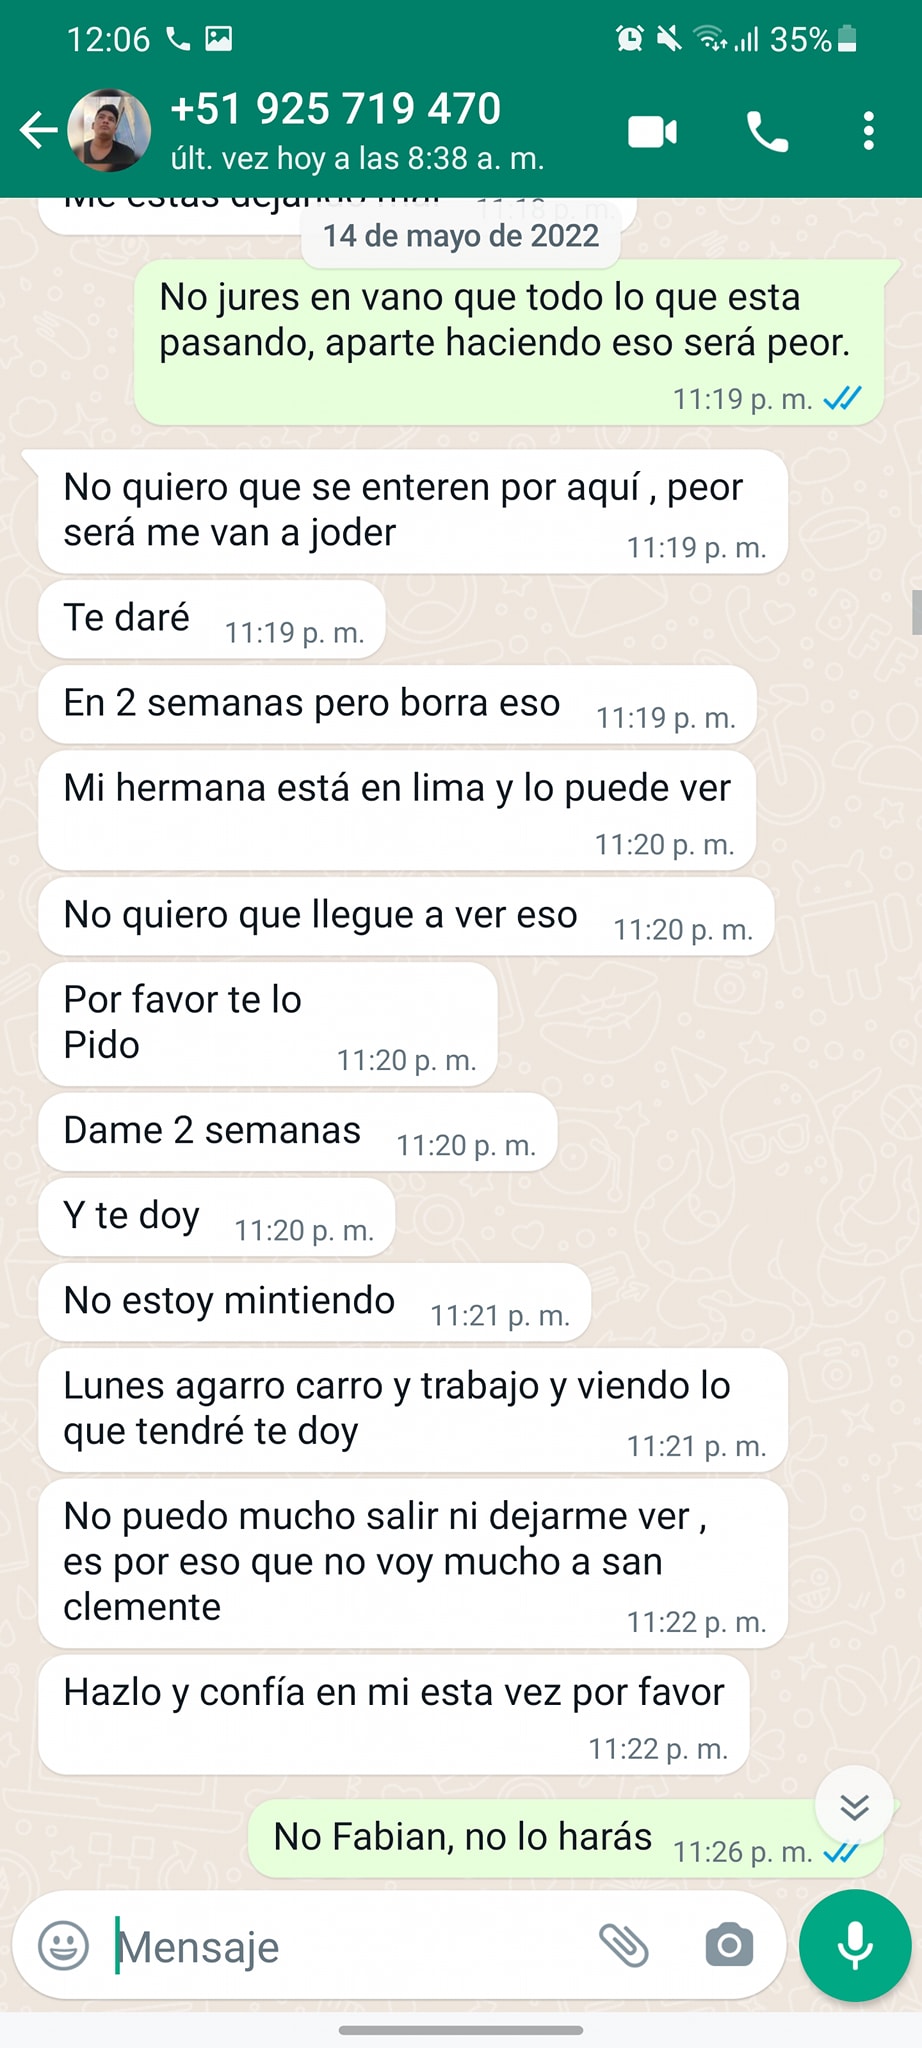 12:06 35%
+51 925 719 470
últ. vez hoy a las 8:38 a. m.
Me estás dejando mal 11:18 p. m.
14 de mayo de 2022
No jures en vano que todo lo que esta
pasando, aparte haciendo eso será peor.
11:19 p. m.
No quiero que se enteren por aquí , peor
será me van a joder
11:19 p. m.
Te daré 11:19 p. m.
En 2 semanas pero borra eso 11:19 p. m.
Mi hermana está en lima y lo puede ver
11:20 p. m.
No quiero que llegue a ver eso 11:20 p. m.
Por favor te lo
Pido 11:20 p. m.
Dame 2 semanas 11:20 p. m.
Y te doy 11:20 p. m.
No estoy mintiendo 11:21 p. m.
Lunes agarro carro y trabajo y viendo lo
que tendré te doy 11:21 p. m.
No puedo mucho salir ni dejarme ver ,
es por eso que no voy mucho a san
clemente 11:22 p. m.
Hazlo y confía en mi esta vez por favor
11:22 p. m.
No Fabian, no lo harás 11:26 p. m.
Mensaje